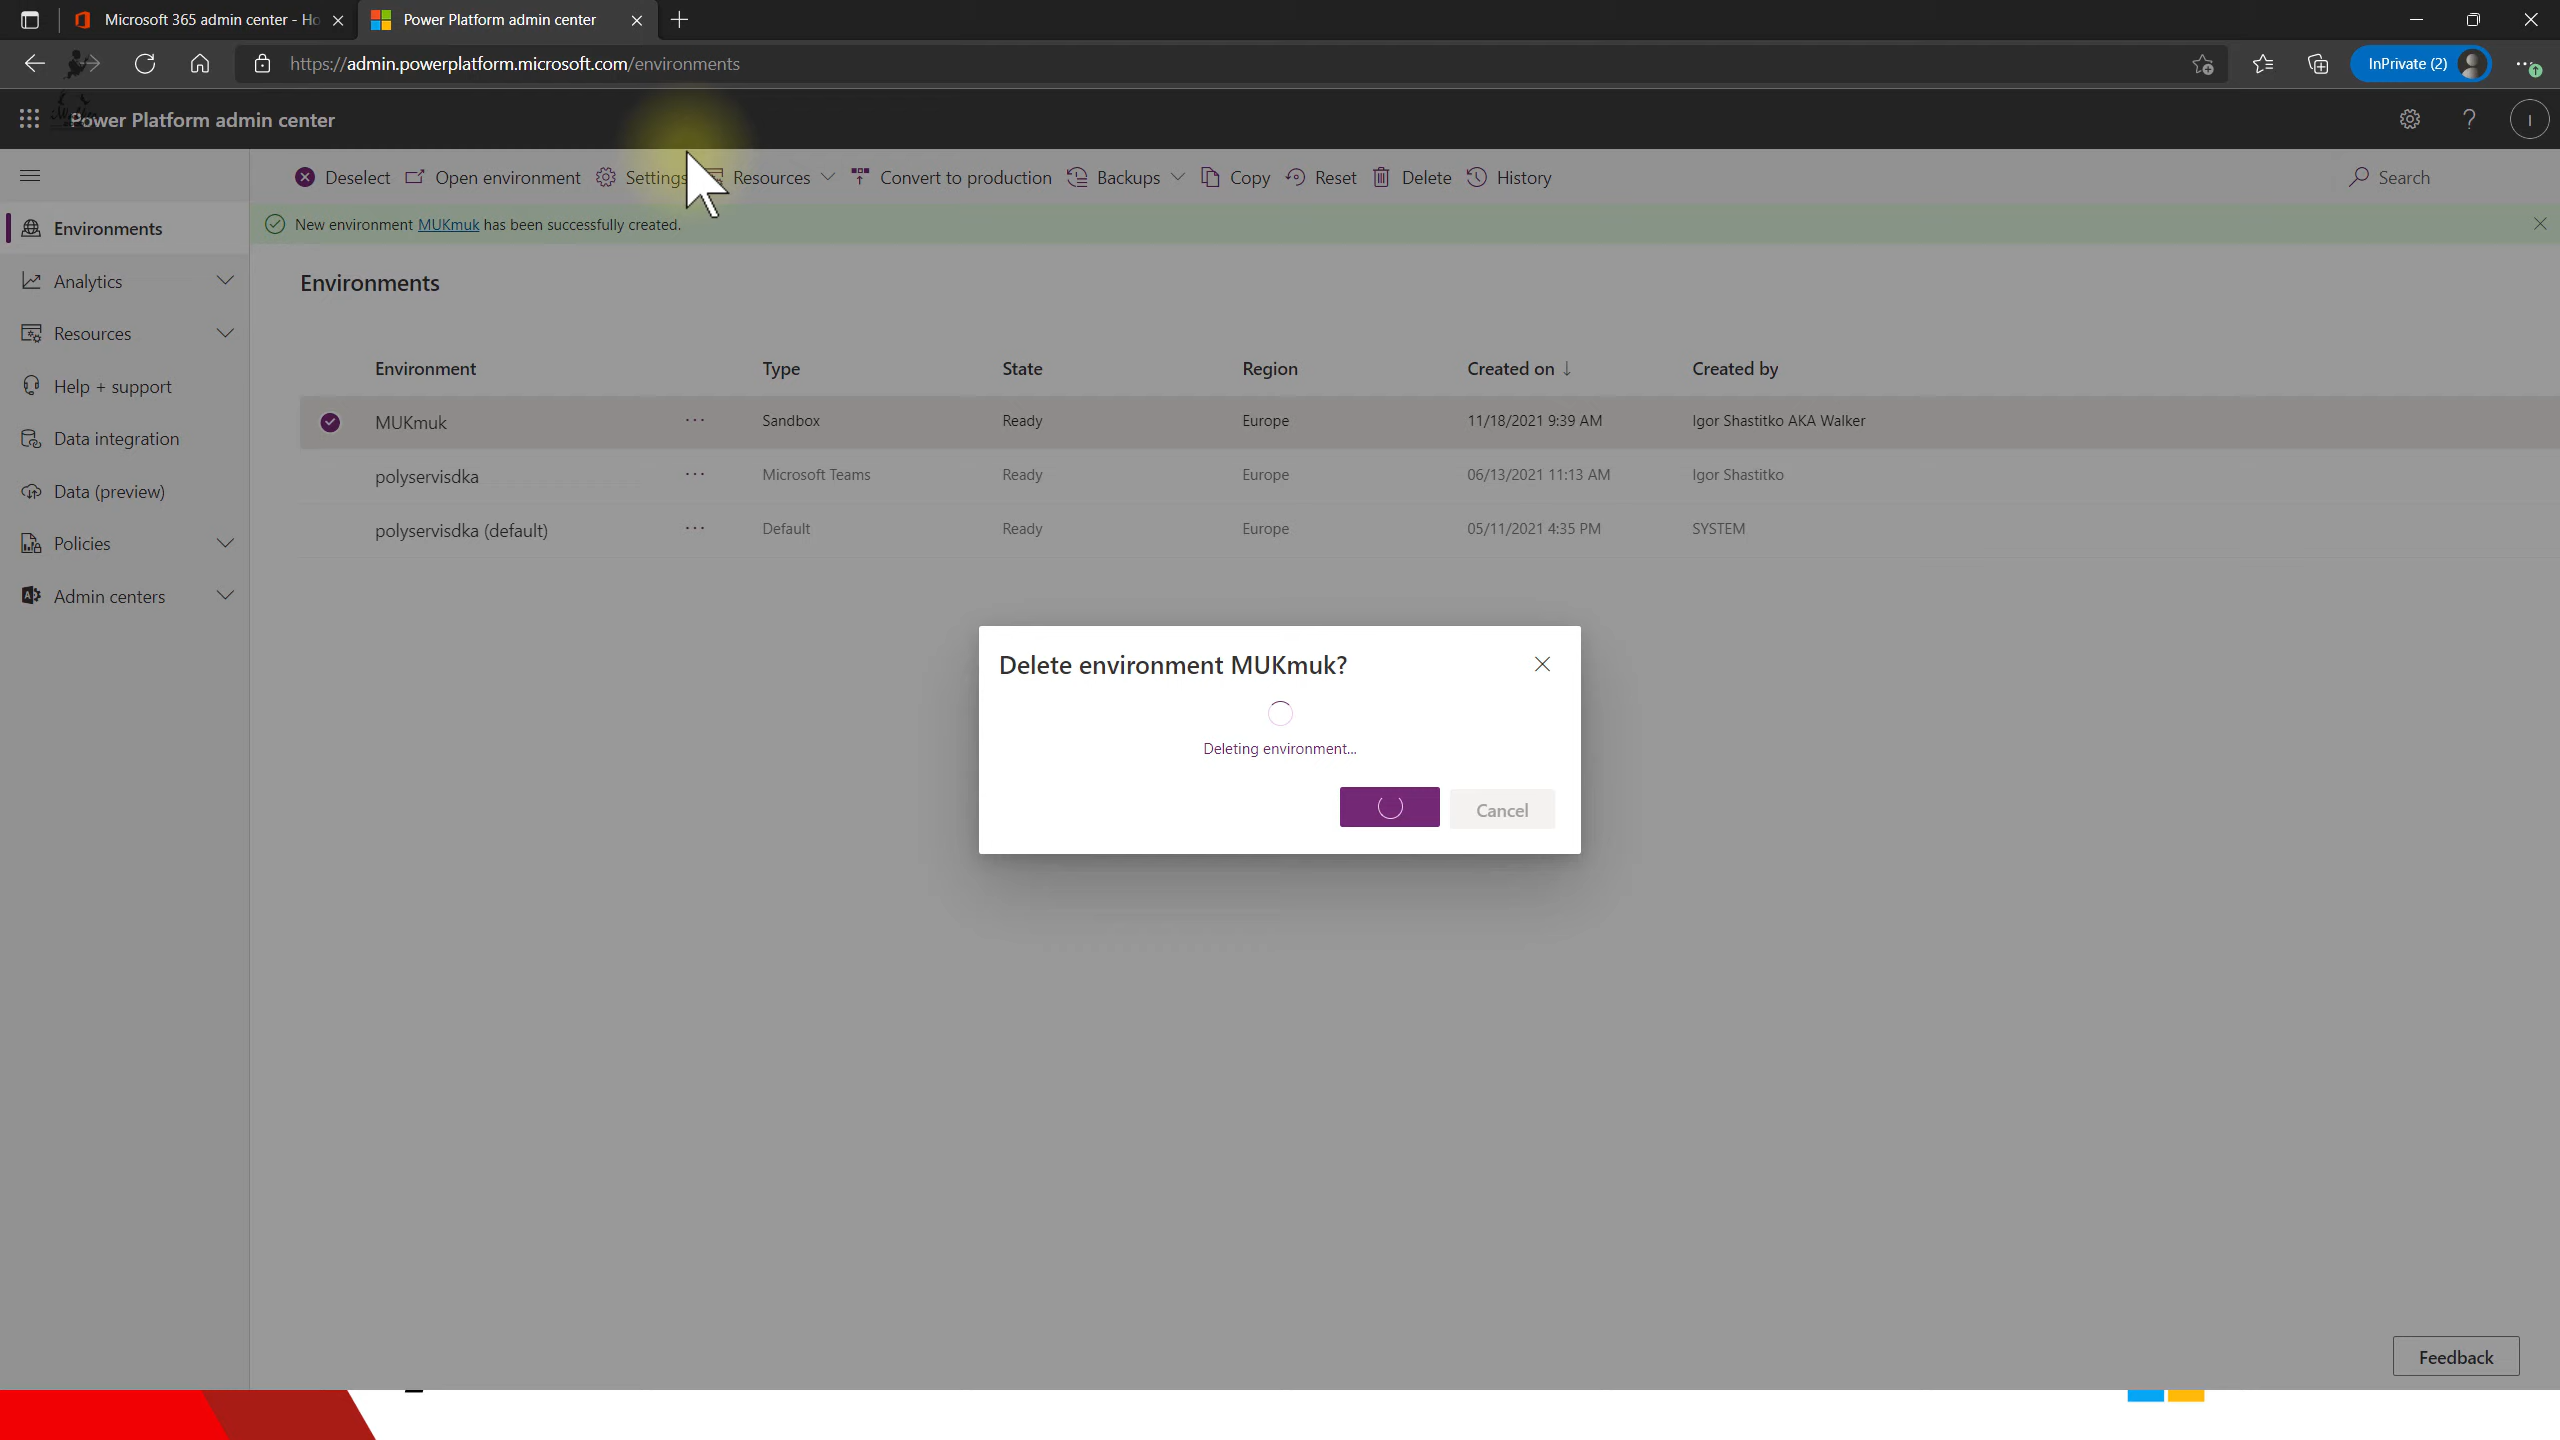 Microsoft 365 admin center - Ho
Power Platform admin center
https://admin.powerplatform.microsoft.com/environments
InPrivate (2)
Power Platform admin center
Deselect Open environment Settings Resources Convert to production Backups Copy Reset Delete History Search
New environment MUKmuk has been successfully created.
Environments
Analytics
Resources
Help + support
Data integration
Data (preview)
Policies
Admin centers
Environments
Environment Type State Region Created on ↓ Created by
MUKmuk ... Sandbox Ready Europe 11/18/2021 9:39 AM Igor Shastitko AKA Walker
polyservisdka ... Microsoft Teams Ready Europe 06/13/2021 11:13 AM Igor Shastitko
polyservisdka (default) ... Default Ready Europe 05/11/2021 4:35 PM SYSTEM
Delete environment MUKmuk?
Deleting environment...
Cancel
Feedback